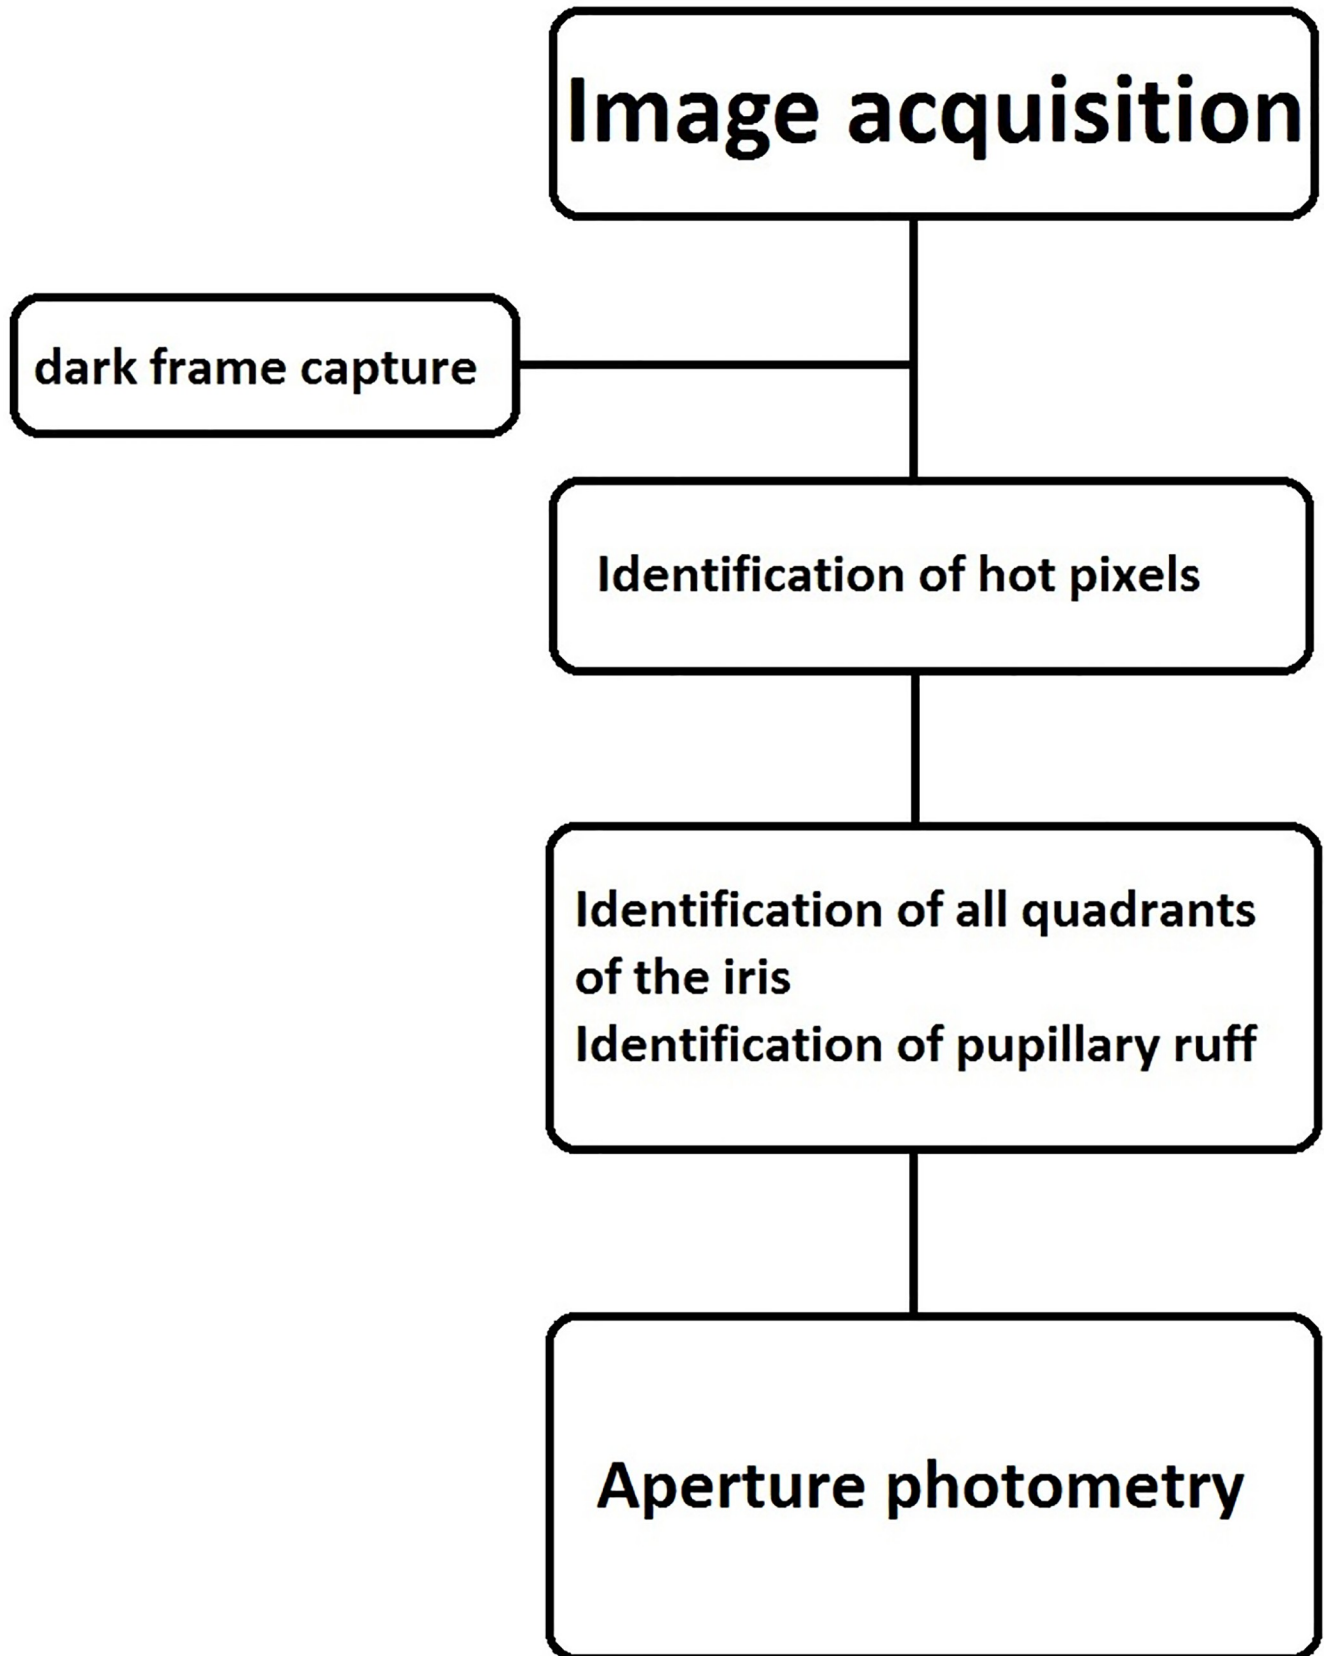 Image acquisition
dark frame capture
Identification of hot pixels
Identification of all quadrants
of the iris
Identification of pupillary ruff
Aperture photometry